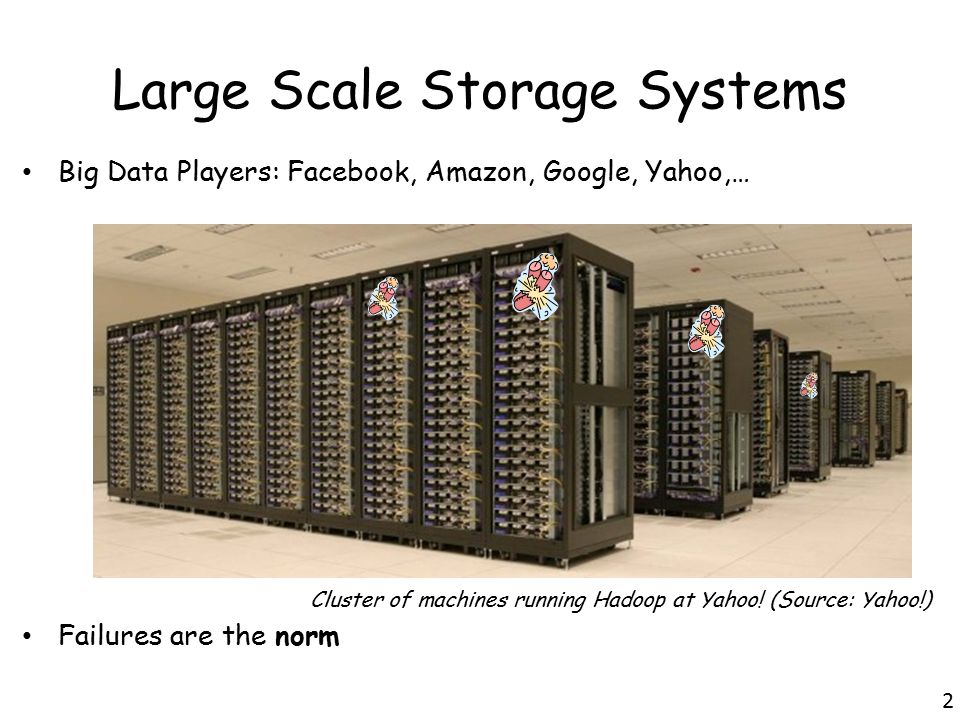 Large Scale Storage Systems
• Big Data Players: Facebook, Amazon, Google, Yahoo,…
Cluster of machines running Hadoop at Yahoo! (Source: Yahoo!)
• Failures are the norm
2